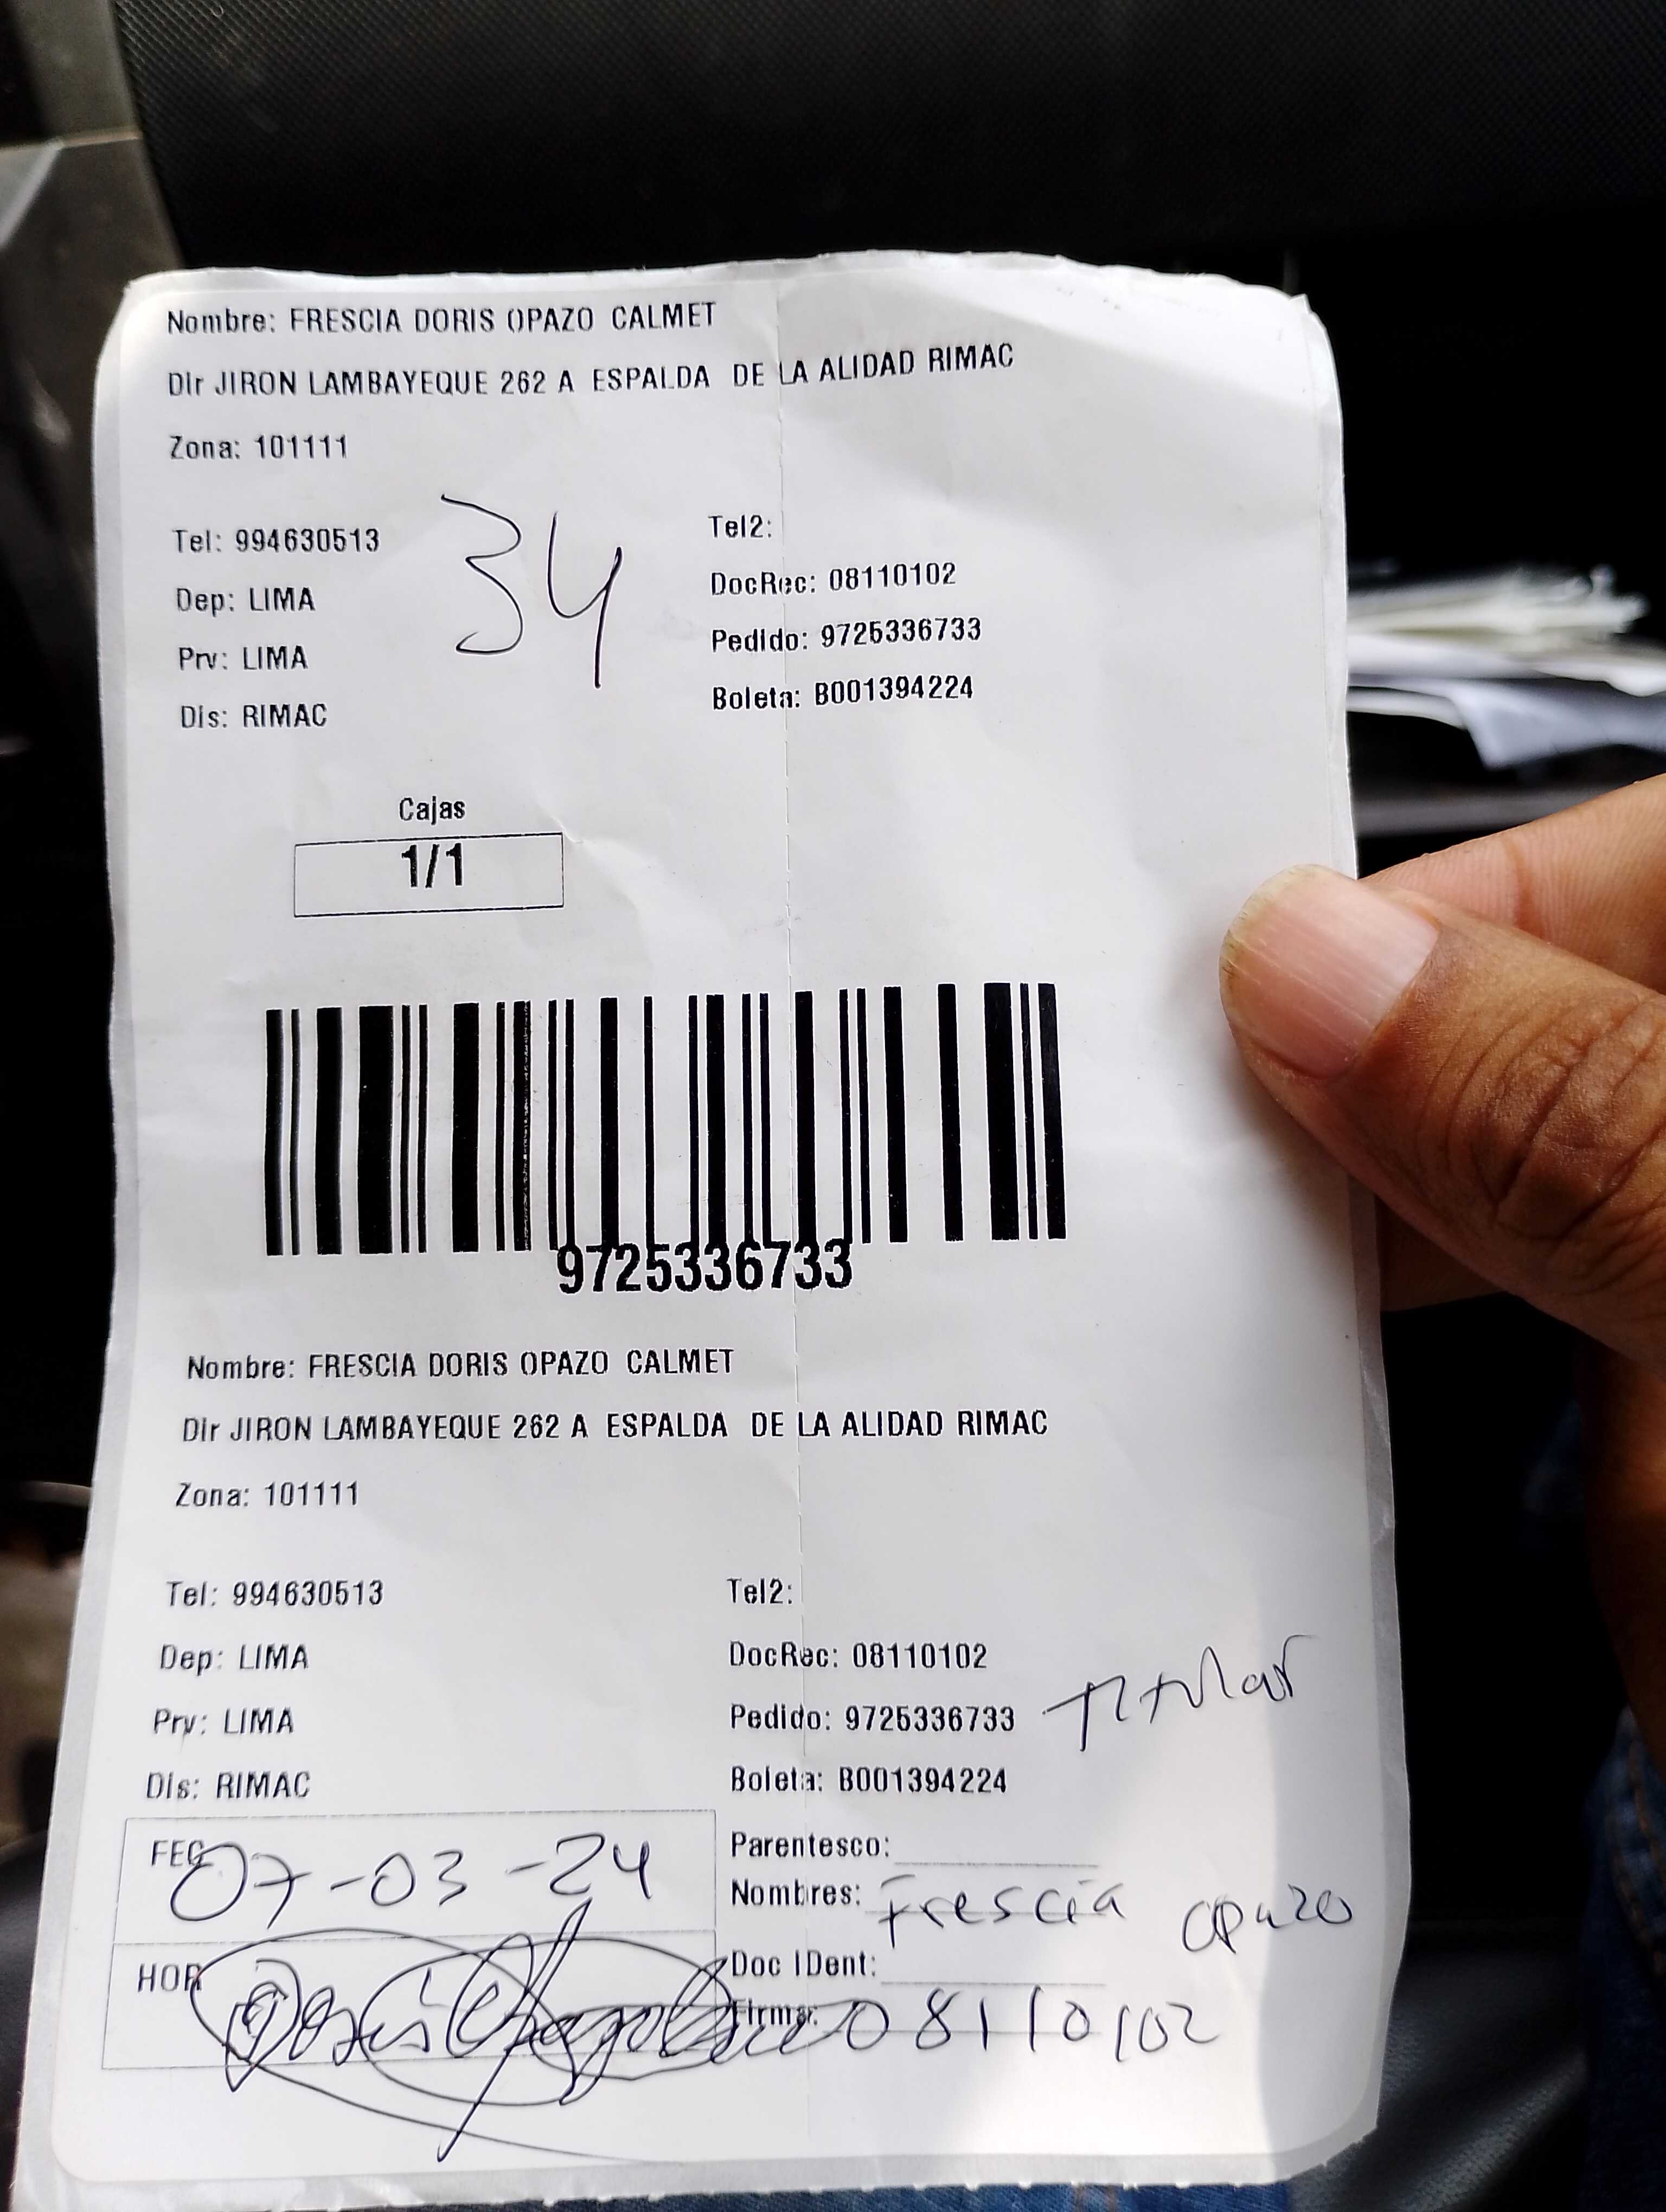 Nombre: FRESCIA DORIS OPAZO CALMET
Dir JIRON LAMBAYEQUE 262 A ESPALDA DE LA ALIDAD RIMAC
Zona: 101111
34
Tel: 994630513 Tel2:
Dep: LIMA DocRec: 08110102
Prv: LIMA Pedido: 9725336733
Dis: RIMAC Boleta: B001394224
Cajas
1/1
9725336733
Nombre: FRESCIA DORIS OPAZO CALMET
Dir JIRON LAMBAYEQUE 262 A ESPALDA DE LA ALIDAD RIMAC
Zona: 101111
Tel: 994630513 Tel2:
Dep: LIMA DocRec: 08110102
Prv: LIMA Pedido: 9725336733 Titular
Dis: RIMAC Boleta: B001394224
FEC 07-03-24 Parentesco:
Nombres: Frescia Opazo
HOR Doc IDent:
Firma: 08110102